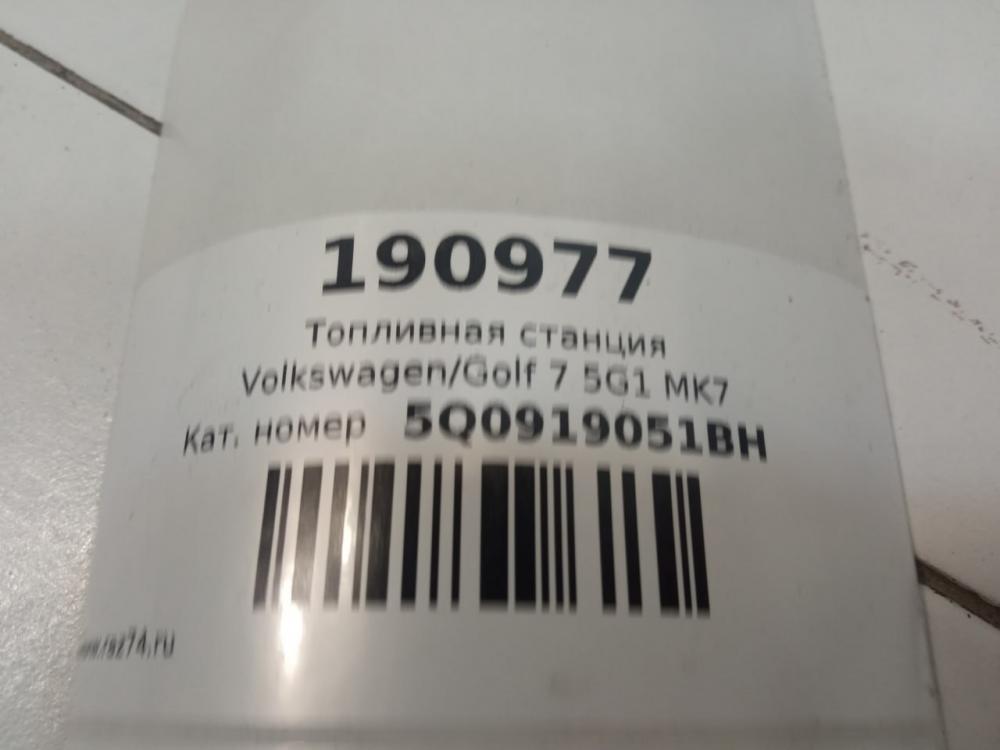 190977
Топливная станция
Volkswagen/Golf 7 5G1 MK7
Кат. номер 5Q0919051BH